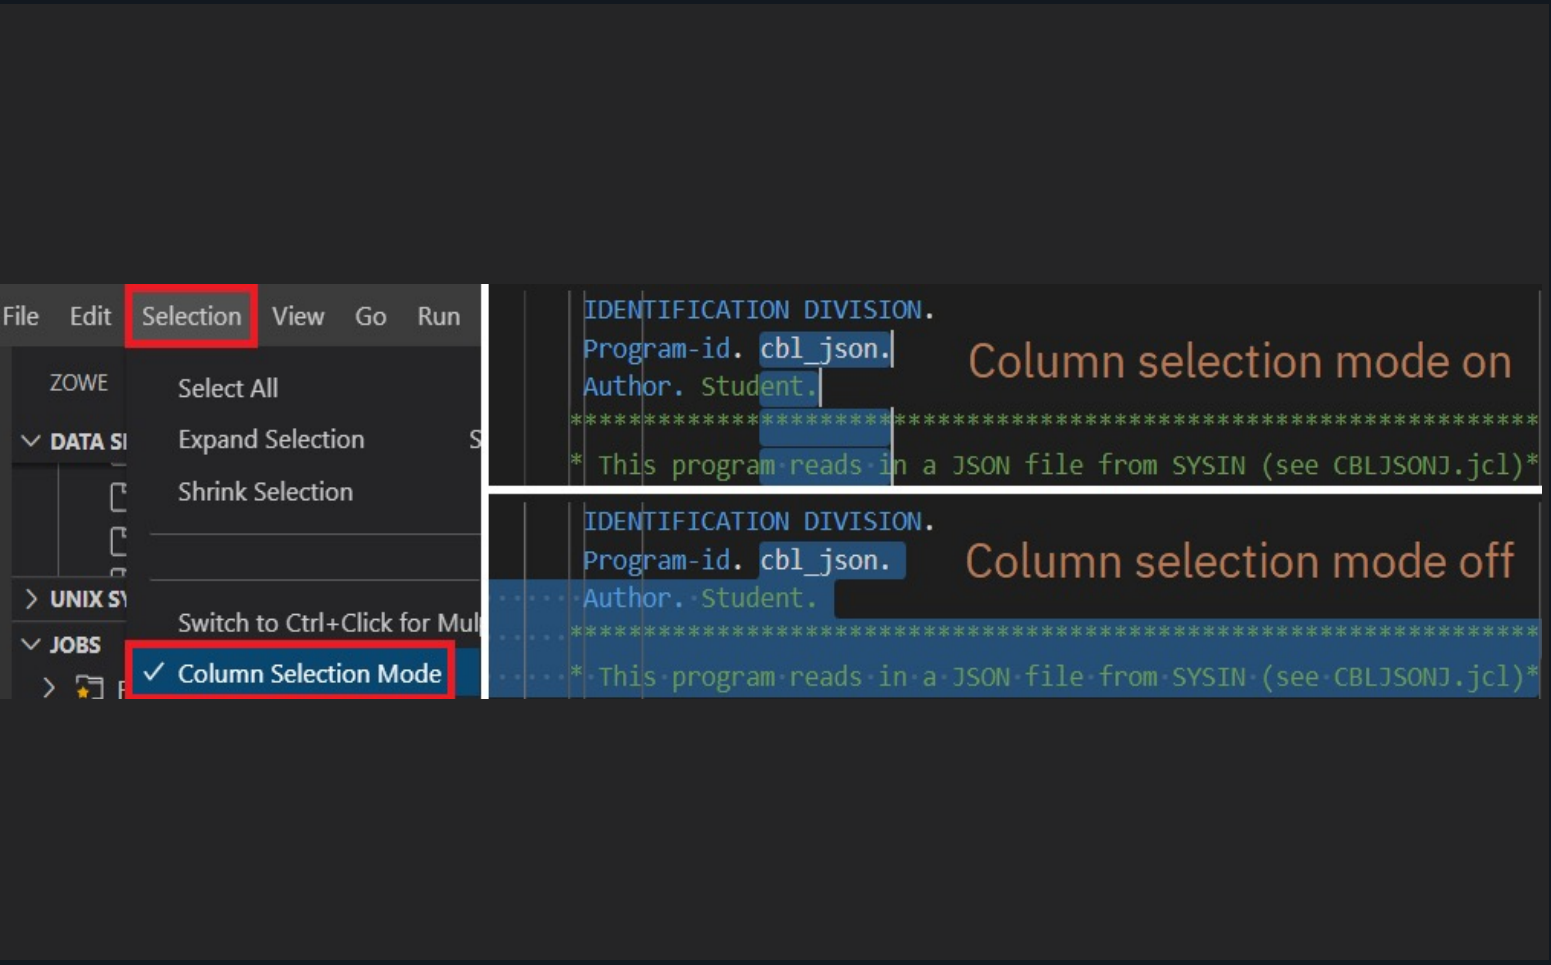 File Edit Selection View Go Run
ZOWE
Select All
DATA
Expand Selection
Shrink Selection
UNIX
Switch to Ctrl+Click for
JOBS
✓ Column Selection Mode
IDENTIFICATION DIVISION.
Program-id. cbl_json.
Column selection mode on
Author. Student.
******************************************************************
* This program reads in a JSON file from SYSIN (see CBLJSONJ.jcl)*
IDENTIFICATION DIVISION.
Program-id. cbl_json.
Column selection mode off
Author. Student.
******************************************************************
* This program reads in a JSON file from SYSIN (see CBLJSONJ.jcl)*